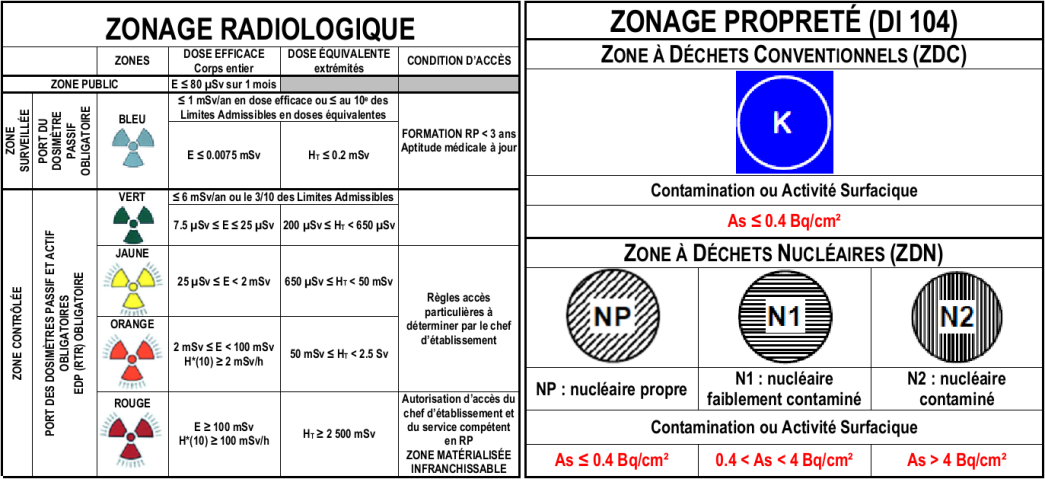 ZONAGE RADIOLOGIQUE
ZONES
DOSE EFFICACE
Corps entier
DOSE ÉQUIVALENTE
extrémités
CONDITION D'ACCÈS
ZONE PUBLIC
E ≤ 80 µSv sur 1 mois
ZONE
SURVEILLÉE
PORT DU
DOSIMÈTRE
PASSIF
OBLIGATOIRE
BLEU
≤ 1 mSv/an en dose efficace ou ≤ au 10e des
Limites Admissibles en doses équivalentes
E ≤ 0.0075 mSv
HT ≤ 0.2 mSv
FORMATION RP < 3 ans
Aptitude médicale à jour
ZONE CONTRÔLÉE
PORT DES DOSIMÈTRES PASSIF ET ACTIF
OBLIGATOIRES
EDP (RTR) OBLIGATOIRE
VERT
≤ 6 mSv/an ou le 3/10 des Limites Admissibles
7.5 µSv ≤ E ≤ 25 µSv
200 µSv ≤ HT < 650 µSv
JAUNE
25 µSv ≤ E < 2 mSv
650 µSv ≤ HT < 50 mSv
ORANGE
2 mSv ≤ E < 100 mSv
H*(10) ≥ 2 mSv/h
50 mSv ≤ HT < 2.5 Sv
Règles accès
particulières à
déterminer par le chef
d'établissement
ROUGE
E ≥ 100 mSv
H*(10) ≥ 100 mSv/h
HT ≥ 2 500 mSv
Autorisation d'accès du
chef d'établissement et
du service compétent
en RP
ZONE MATÉRIALISÉE
INFRANCHISSABLE
ZONAGE PROPRETÉ (DI 104)
ZONE À DÉCHETS CONVENTIONNELS (ZDC)
K
Contamination ou Activité Surfacique
As ≤ 0.4 Bq/cm²
ZONE À DÉCHETS NUCLÉAIRES (ZDN)
NP
N1
N2
NP : nucléaire propre
N1 : nucléaire
faiblement contaminé
N2 : nucléaire
contaminé
Contamination ou Activité Surfacique
As ≤ 0.4 Bq/cm²
0.4 < As < 4 Bq/cm²
As > 4 Bq/cm²